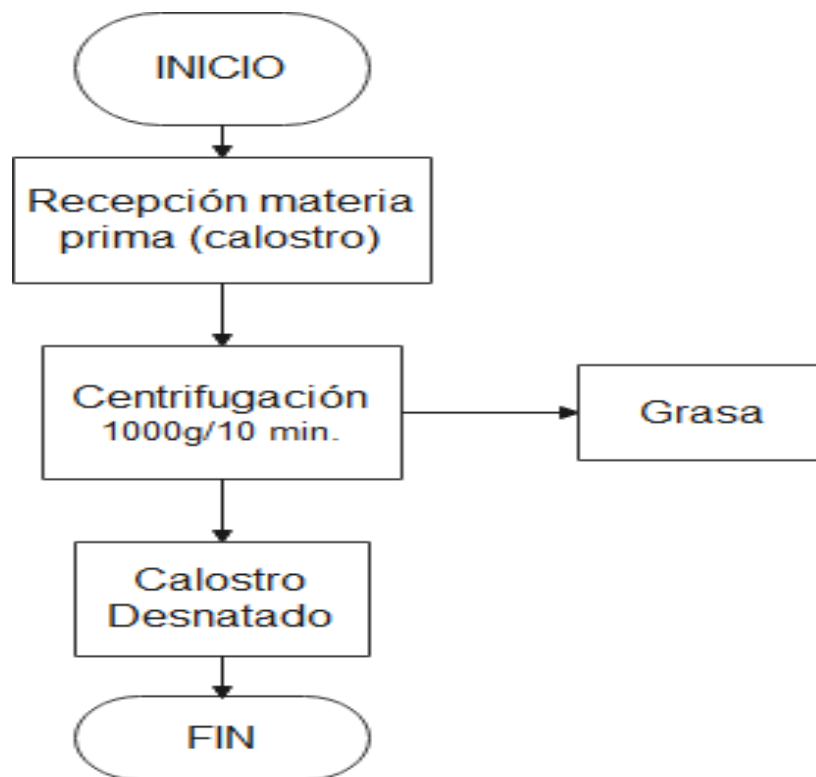 INICIO
Recepción materia
prima (calostro)
Centrifugación
1000g/10 min.
Grasa
Calostro
Desnatado
FIN